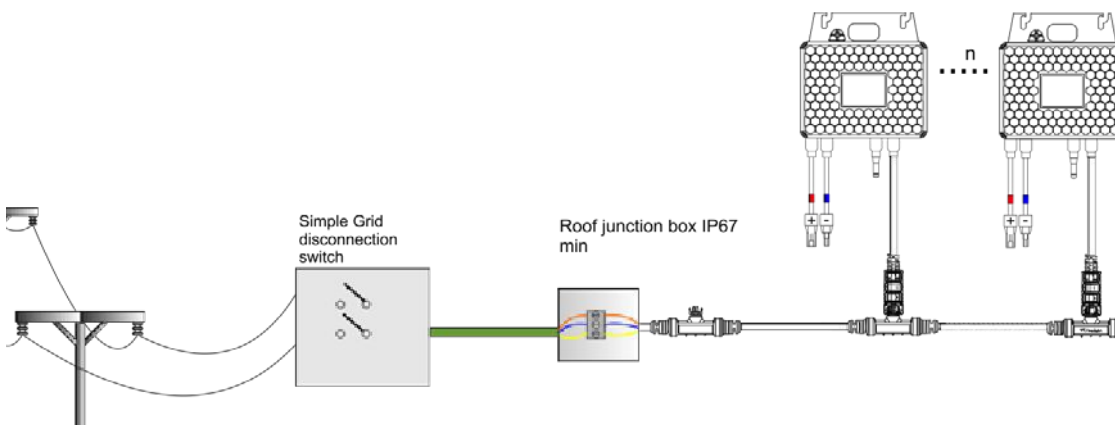 n
Simple Grid
disconnection
switch
Roof junction box IP67
min
+ -
+ -